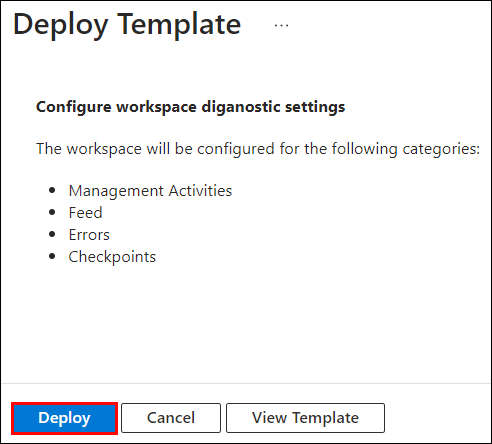 Deploy Template ...
Configure workspace diganostic settings
The workspace will be configured for the following categories:
• Management Activities
• Feed
• Errors
• Checkpoints
Deploy Cancel View Template